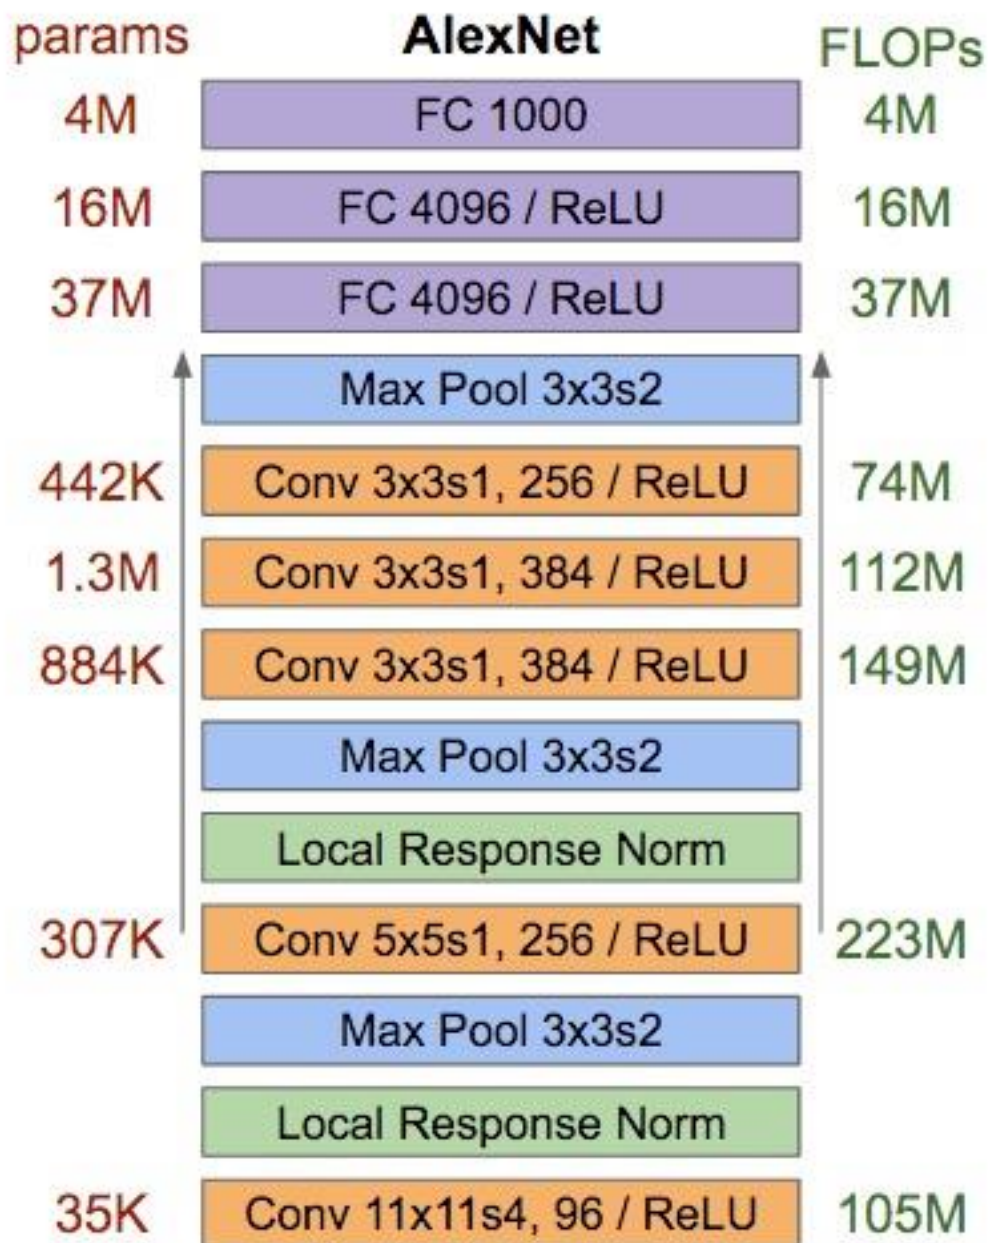 params AlexNet FLOPs
4M FC 1000 4M
16M FC 4096 / ReLU 16M
37M FC 4096 / ReLU 37M
Max Pool 3x3s2
442K Conv 3x3s1, 256 / ReLU 74M
1.3M Conv 3x3s1, 384 / ReLU 112M
884K Conv 3x3s1, 384 / ReLU 149M
Max Pool 3x3s2
Local Response Norm
307K Conv 5x5s1, 256 / ReLU 223M
Max Pool 3x3s2
Local Response Norm
35K Conv 11x11s4, 96 / ReLU 105M